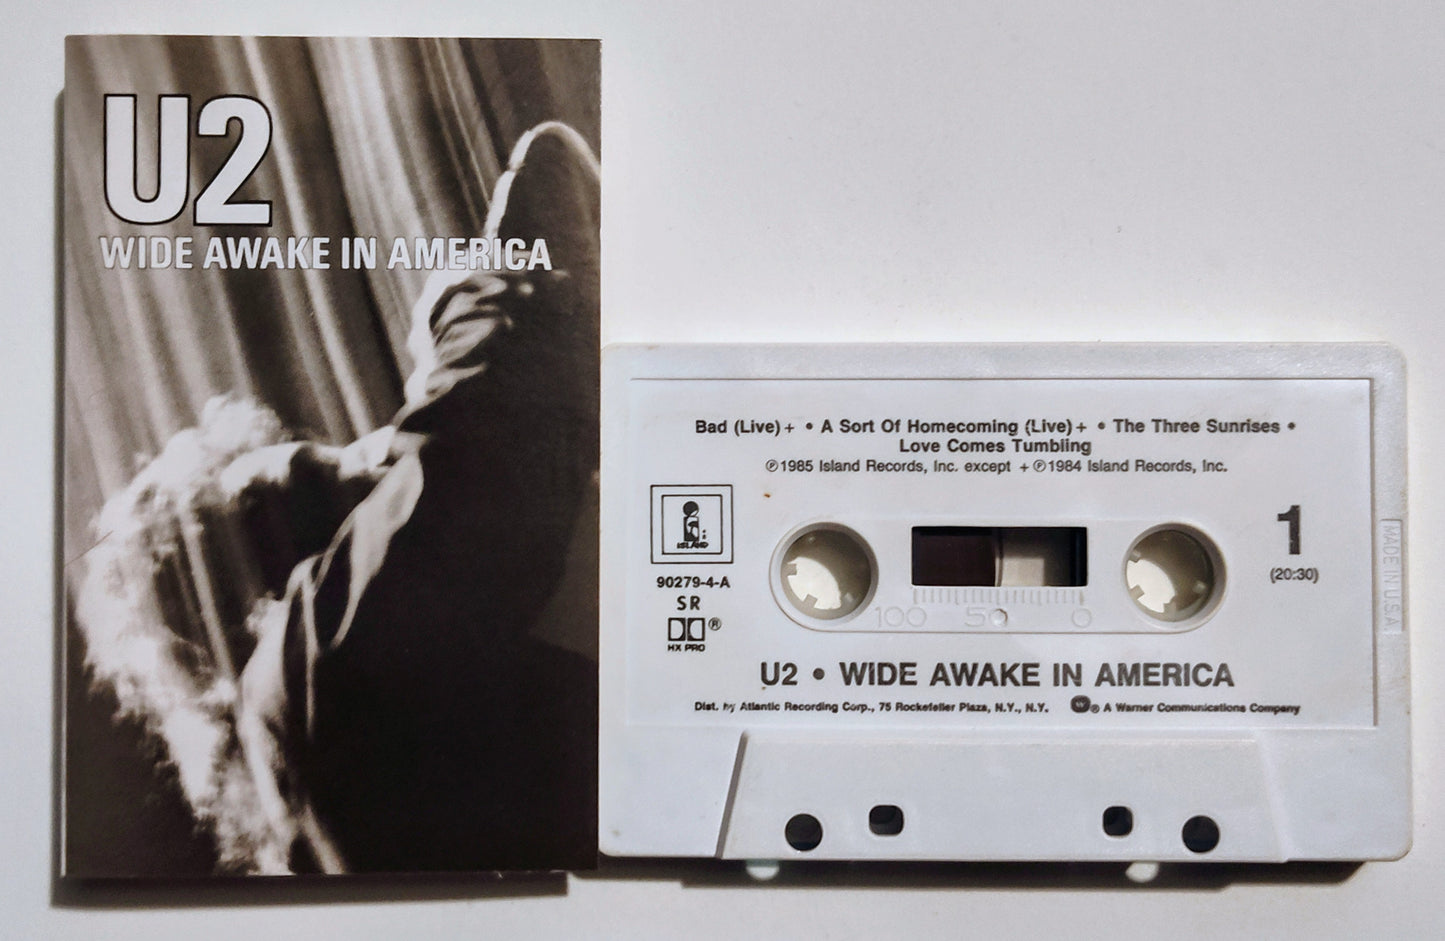 U2
WIDE AWAKE IN AMERICA
Bad (Live) + • A Sort Of Homecoming (Live) + • The Three Sunrises •
Love Comes Tumbling
℗1985 Island Records, Inc. except +℗1984 Island Records, Inc.
ISLAND
90279-4-A
SR
HX PRO
®
1
(20:30)
100 50 0
MADE IN U.S.A.
U2 • WIDE AWAKE IN AMERICA
Dist. by Atlantic Recording Corp., 75 Rockefeller Plaza, N.Y., N.Y. ® A Warner Communications Company